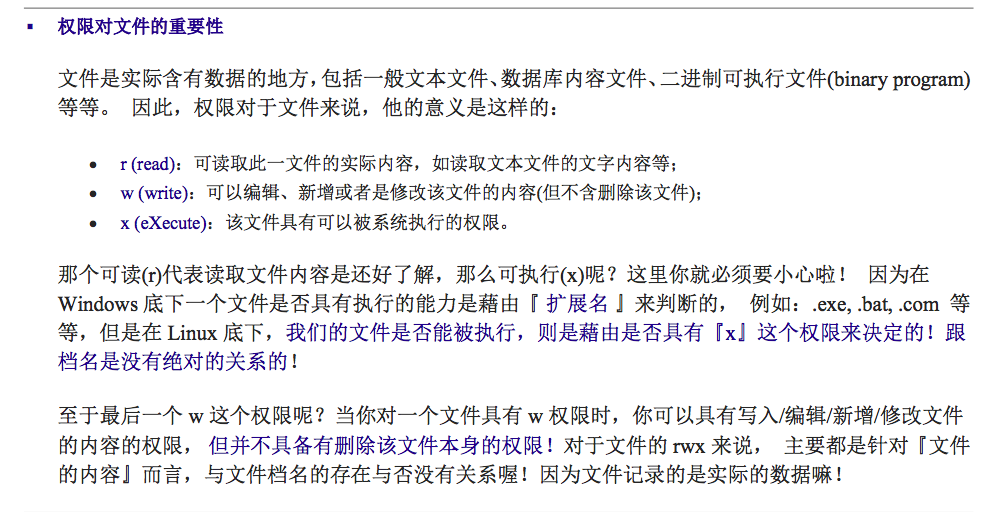 ▪ 权限对文件的重要性
文件是实际含有数据的地方，包括一般文本文件、数据库内容文件、二进制可执行文件(binary program)
等等。 因此，权限对于文件来说，他的意义是这样的：
• r (read)：可读取此一文件的实际内容，如读取文本文件的文字内容等；
• w (write)：可以编辑、新增或者是修改该文件的内容(但不含删除该文件)；
• x (eXecute)：该文件具有可以被系统执行的权限。
那个可读(r)代表读取文件内容是还好了解，那么可执行(x)呢？这里你就必须要小心啦！ 因为在
Windows 底下一个文件是否具有执行的能力是藉由『 扩展名 』来判断的， 例如：.exe, .bat, .com 等
等，但是在 Linux 底下，我们的文件是否能被执行，则是藉由是否具有『x』这个权限来决定的！跟
档名是没有绝对的关系的！
至于最后一个 w 这个权限呢？当你对一个文件具有 w 权限时，你可以具有写入/编辑/新增/修改文件
的内容的权限， 但并不具备有删除该文件本身的权限！对于文件的 rwx 来说， 主要都是针对『文件
的内容』而言，与文件档名的存在与否没有关系喔！因为文件记录的是实际的数据嘛！